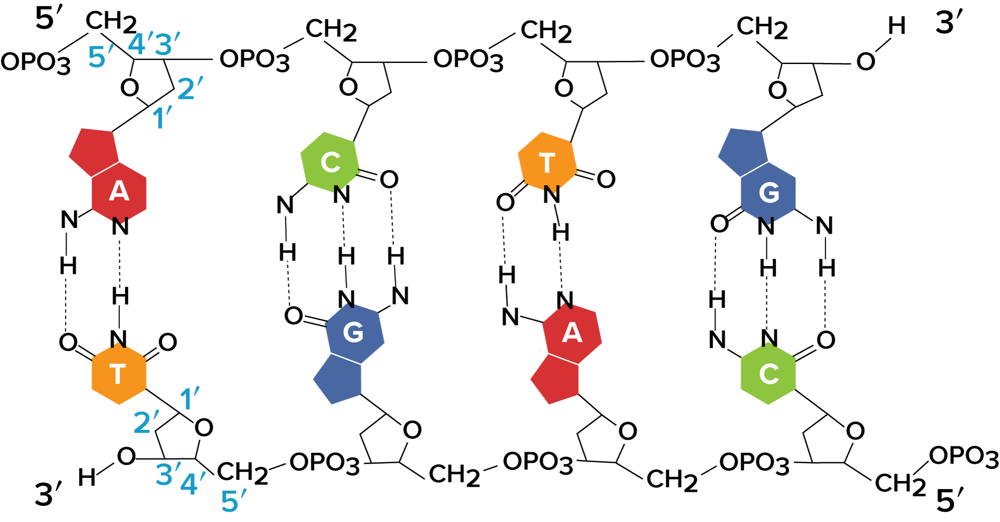 5′ CH2 CH2 CH2 CH2 H 3′
4′ 3′
OPO3 5′ OPO3 OPO3 OPO3 O
O 2′ O O O
1′
C T G
A O O
N N O N
N N H O N N
H H H H H H H
H H
N N N N H
O O O N N N O
T G A C
1′
2′ O O O O
H O 3′ 4′ CH2 OPO3 CH2 OPO3 CH2 OPO3 CH2 OPO3
3′ 5′ 5′